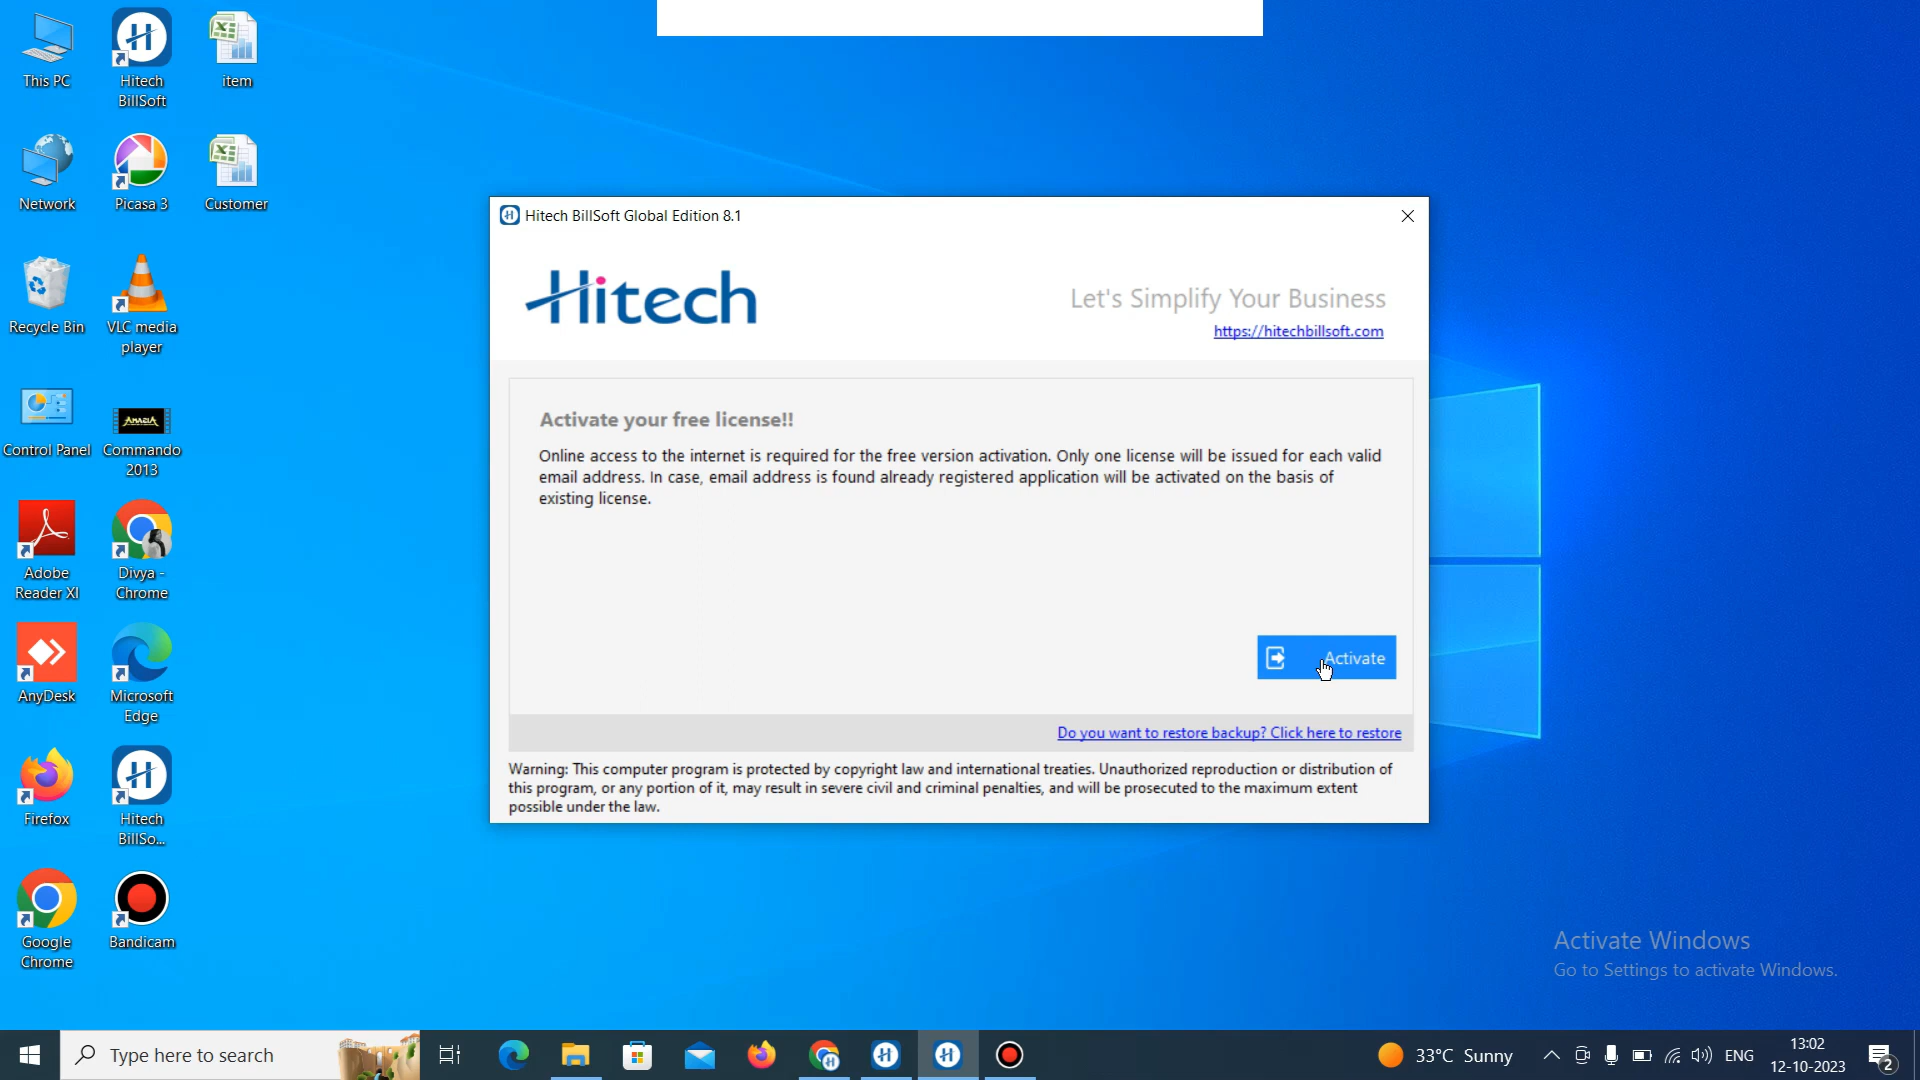 This PC
Hitech
BillSoft
item
Network
Picasa 3
Customer
Recycle Bin
VLC media
player
Control Panel
AMAZIA
Commando
2013
Adobe
Reader XI
Divya -
Chrome
AnyDesk
Microsoft
Edge
Firefox
Hitech
BillSo...
Google
Chrome
Bandicam
Hitech BillSoft Global Edition 8.1
Hitech
Let's Simplify Your Business
https://hitechbillsoft.com
Activate your free license!!
Online access to the internet is required for the free version activation. Only one license will be issued for each valid
email address. In case, email address is found already registered application will be activated on the basis of
existing license.
Activate
Do you want to restore backup? Click here to restore
Warning: This computer program is protected by copyright law and international treaties. Unauthorized reproduction or distribution of
this program, or any portion of it, may result in severe civil and criminal penalties, and will be prosecuted to the maximum extent
possible under the law.
Activate Windows
Go to Settings to activate Windows.
Type here to search
33°C Sunny
ENG
13:02
12-10-2023
2